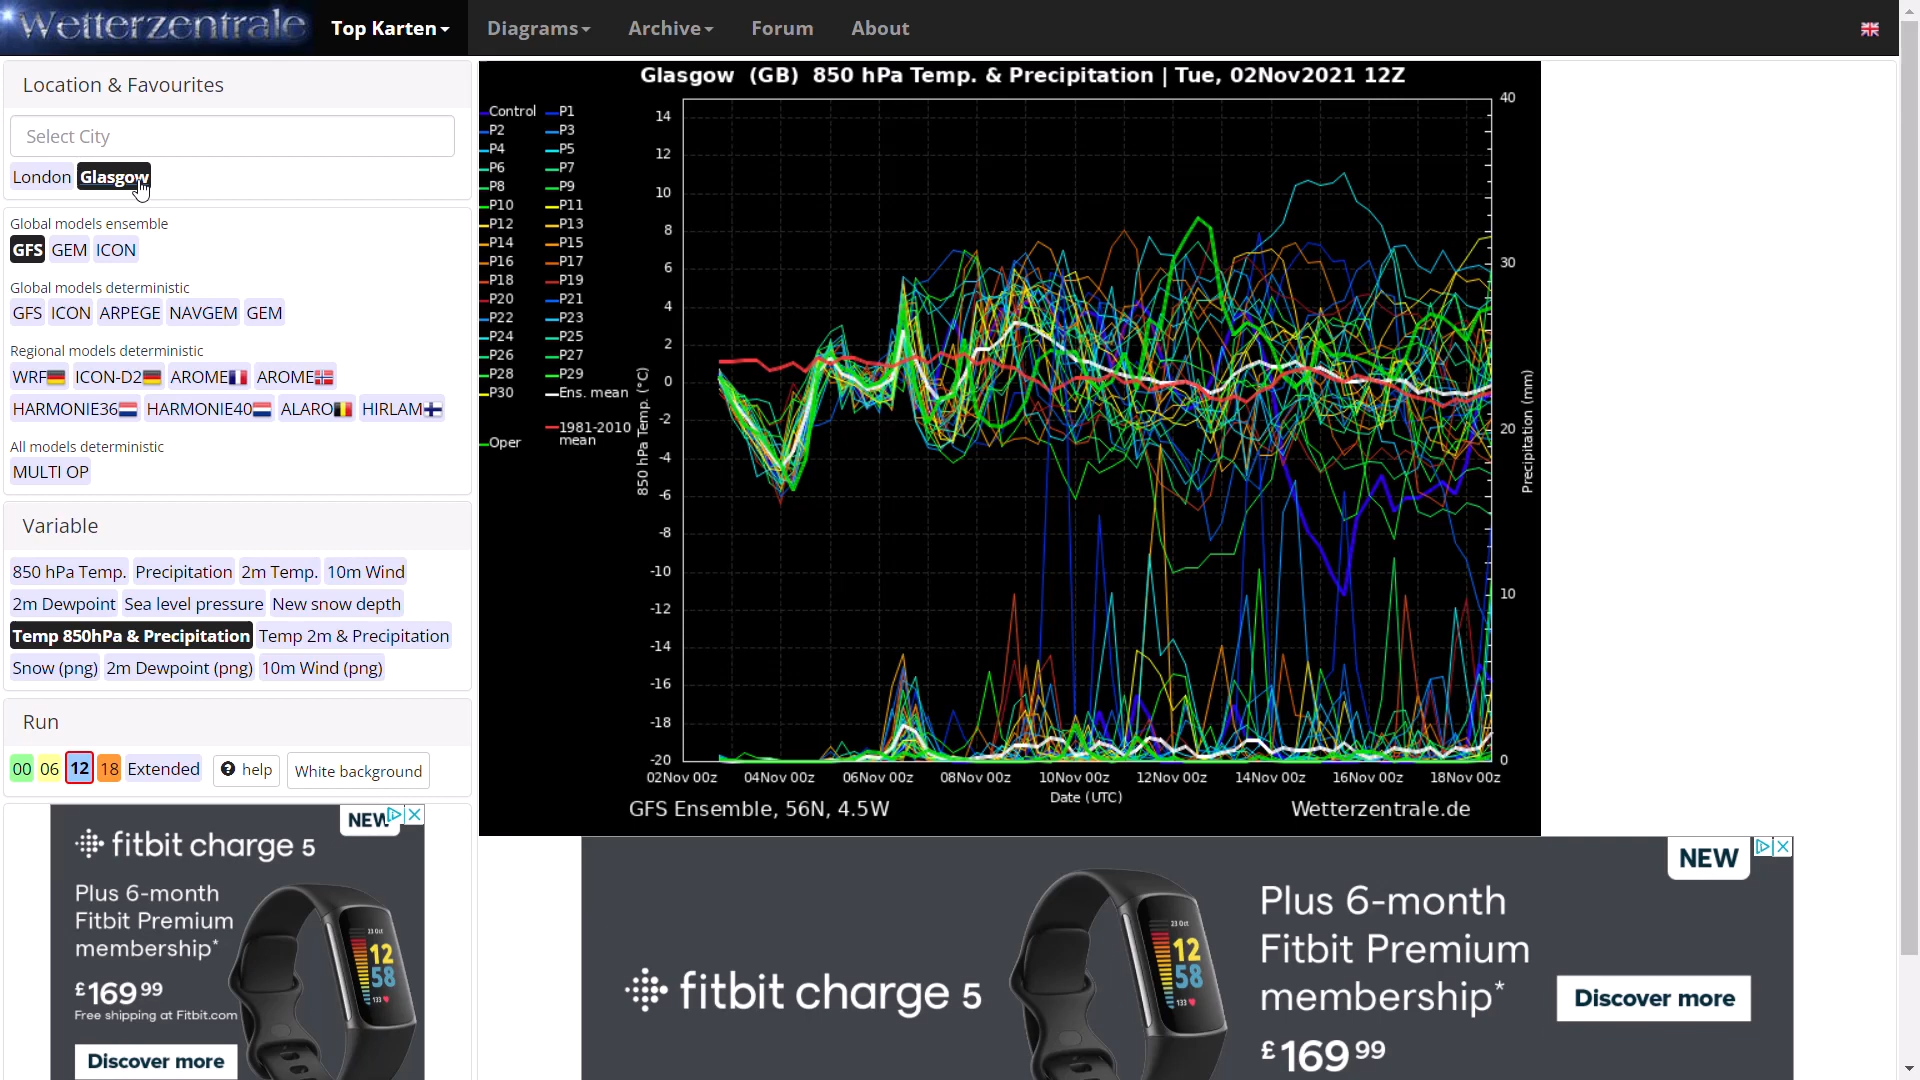 Wetterzentrale
Top Karten
Diagrams
Archive
Forum
About
Location & Favourites
Select City
London Glasgow
Global models ensemble
GFS GEM ICON
Global models deterministic
GFS ICON ARPEGE NAVGEM GEM
Regional models deterministic
WRF ICON-D2 AROME AROME
HARMONIE36 HARMONIE40 ALARO HIRLAM
All models deterministic
MULTI OP
Variable
850 hPa Temp. Precipitation 2m Temp. 10m Wind
2m Dewpoint Sea level pressure New snow depth
Temp 850hPa & Precipitation Temp 2m & Precipitation
Snow (png) 2m Dewpoint (png) 10m Wind (png)
Run
00 06 12 18 Extended help White background
Glasgow (GB) 850 hPa Temp. & Precipitation | Tue, 02Nov2021 12Z
Control P1
P2 P3
P4 P5
P6 P7
P8 P9
P10 P11
P12 P13
P14 P15
P16 P17
P18 P19
P20 P21
P22 P23
P24 P25
P26 P27
P28 P29
P30 Ens. mean
1981-2010
mean
Oper
850 hPa Temp. (°C)
14
12
10
8
6
4
2
0
-2
-4
-6
-8
-10
-12
-14
-16
-18
-20
40
30
20
10
0
Precipitation (mm)
02Nov 00z 04Nov 00z 06Nov 00z 08Nov 00z 10Nov 00z 12Nov 00z 14Nov 00z 16Nov 00z 18Nov 00z
Date (UTC)
GFS Ensemble, 56N, 4.5W
Wetterzentrale.de
NEW
fitbit charge 5
Plus 6-month
Fitbit Premium
membership*
£169 99
Free shipping at Fitbit.com
Discover more
23 Oct
12
58
133
NEW
fitbit charge 5
23 Oct
12
58
133
Plus 6-month
Fitbit Premium
membership*
£169 99
Discover more